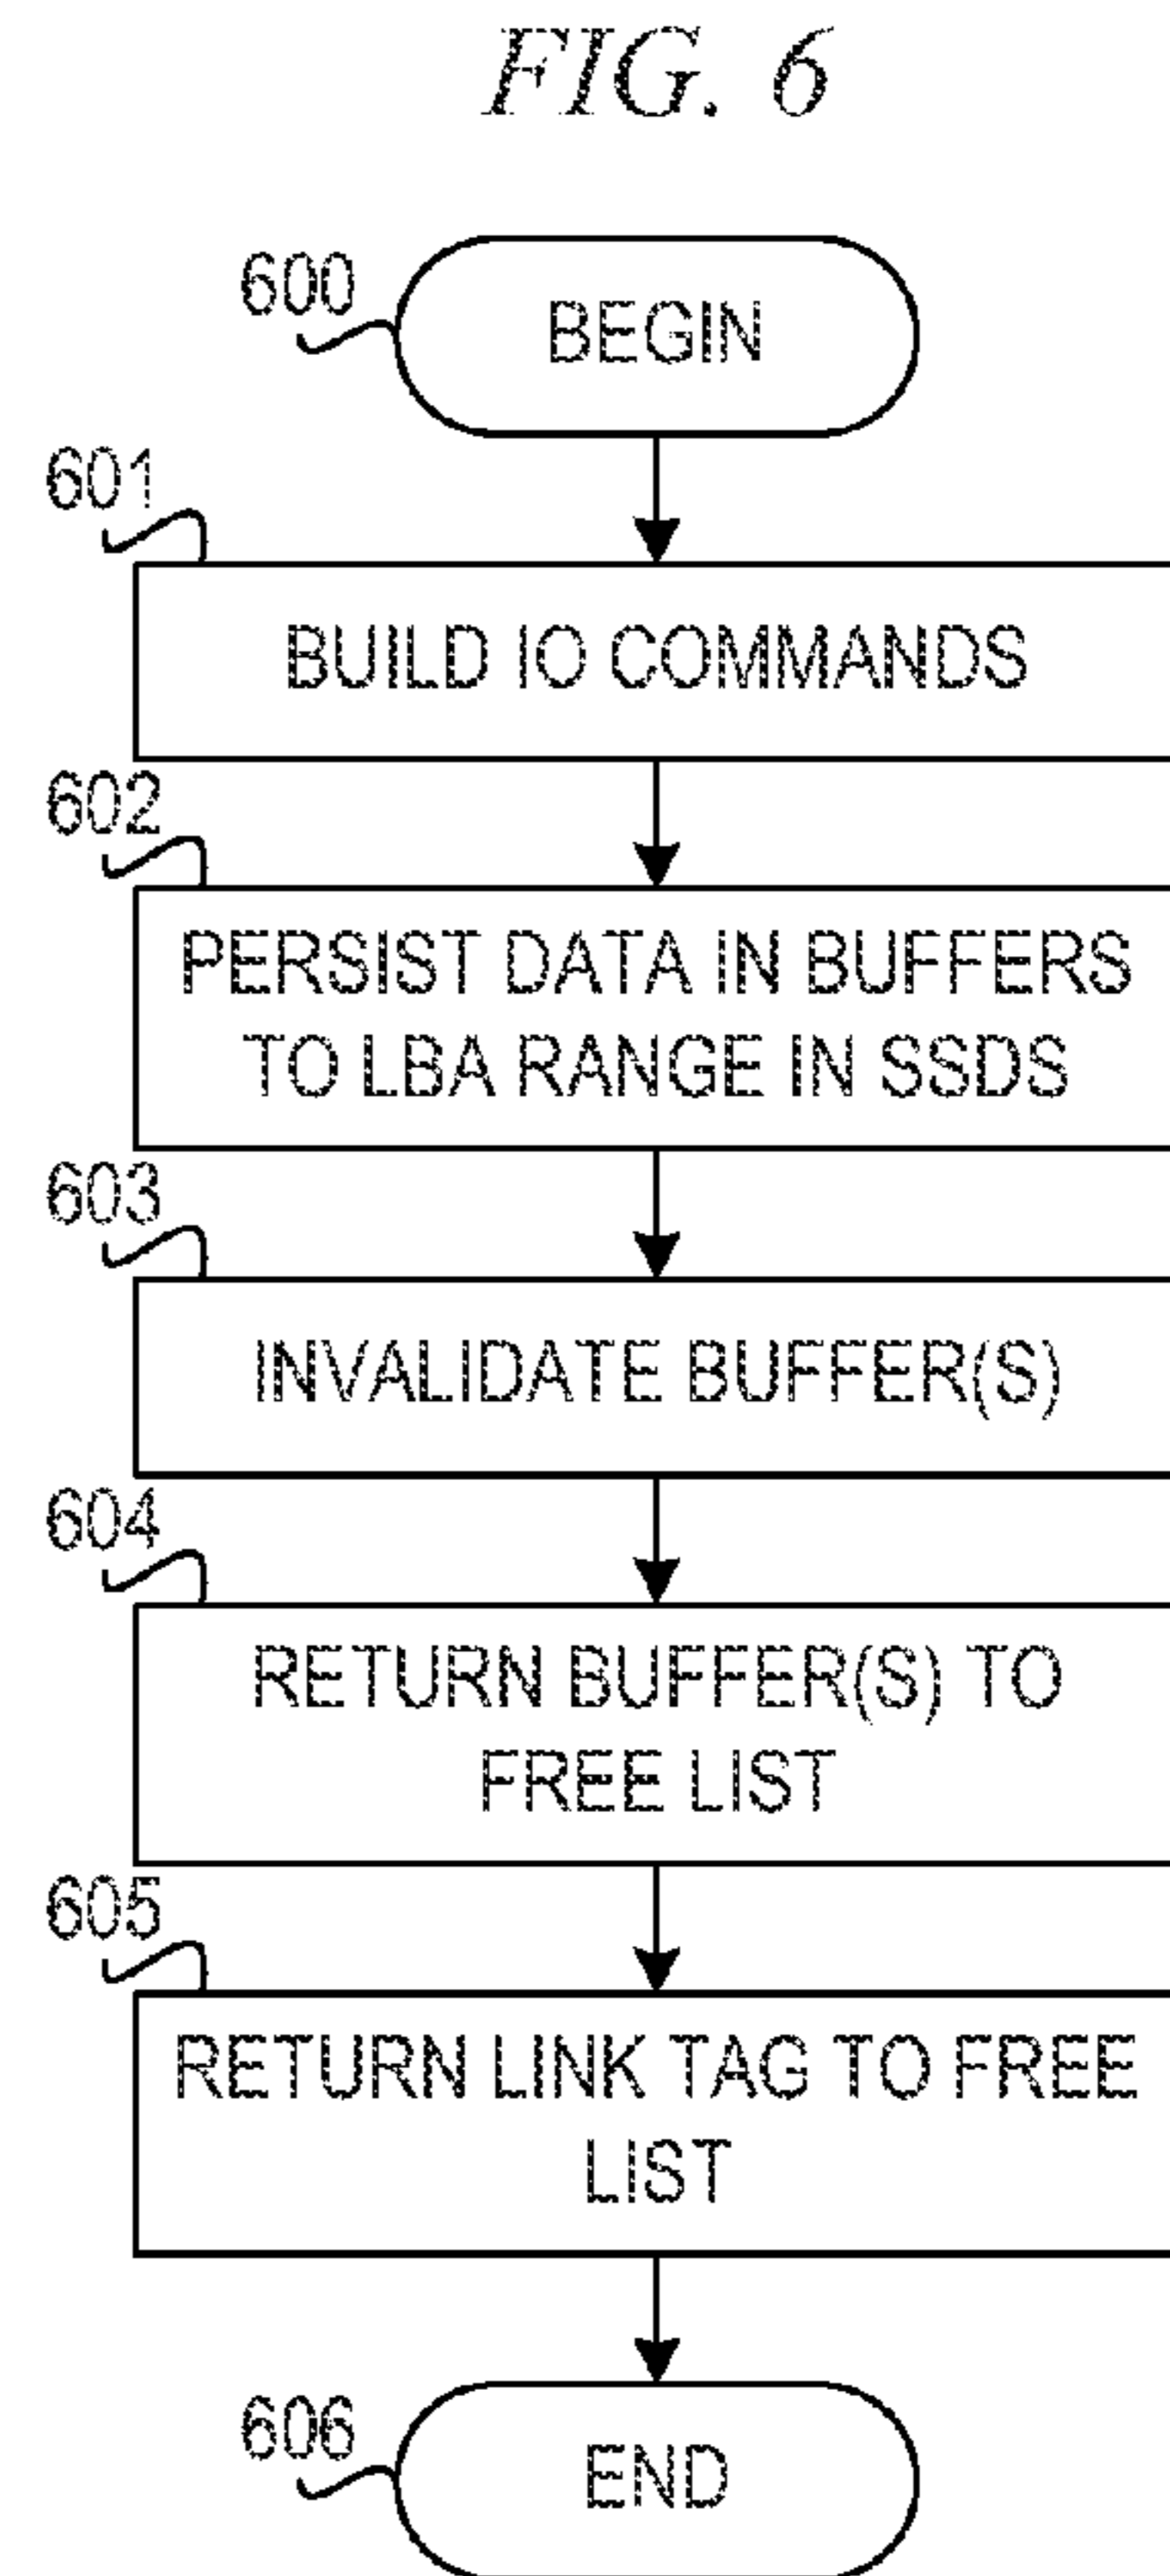 FIG. 6
600
BEGIN
601
BUILD IO COMMANDS
602
PERSIST DATA IN BUFFERS
TO LBA RANGE IN SSDS
603
INVALIDATE BUFFER(S)
604
RETURN BUFFER(S) TO
FREE LIST
605
RETURN LINK TAG TO FREE
LIST
606
END